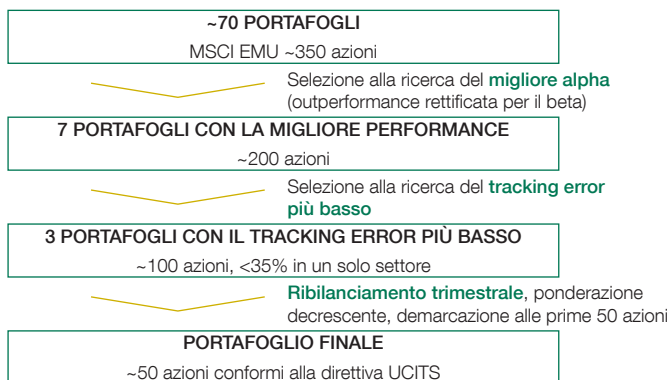 ~70 PORTAFOGLI
MSCI EMU ~350 azioni
Selezione alla ricerca del migliore alpha
(outperformance rettificata per il beta)
7 PORTAFOGLI CON LA MIGLIORE PERFORMANCE
~200 azioni
Selezione alla ricerca del tracking error
più basso
3 PORTAFOGLI CON IL TRACKING ERROR PIÙ BASSO
~100 azioni, <35% in un solo settore
Ribilanciamento trimestrale, ponderazione
decrescente, demarcazione alle prime 50 azioni
PORTAFOGLIO FINALE
~50 azioni conformi alla direttiva UCITS